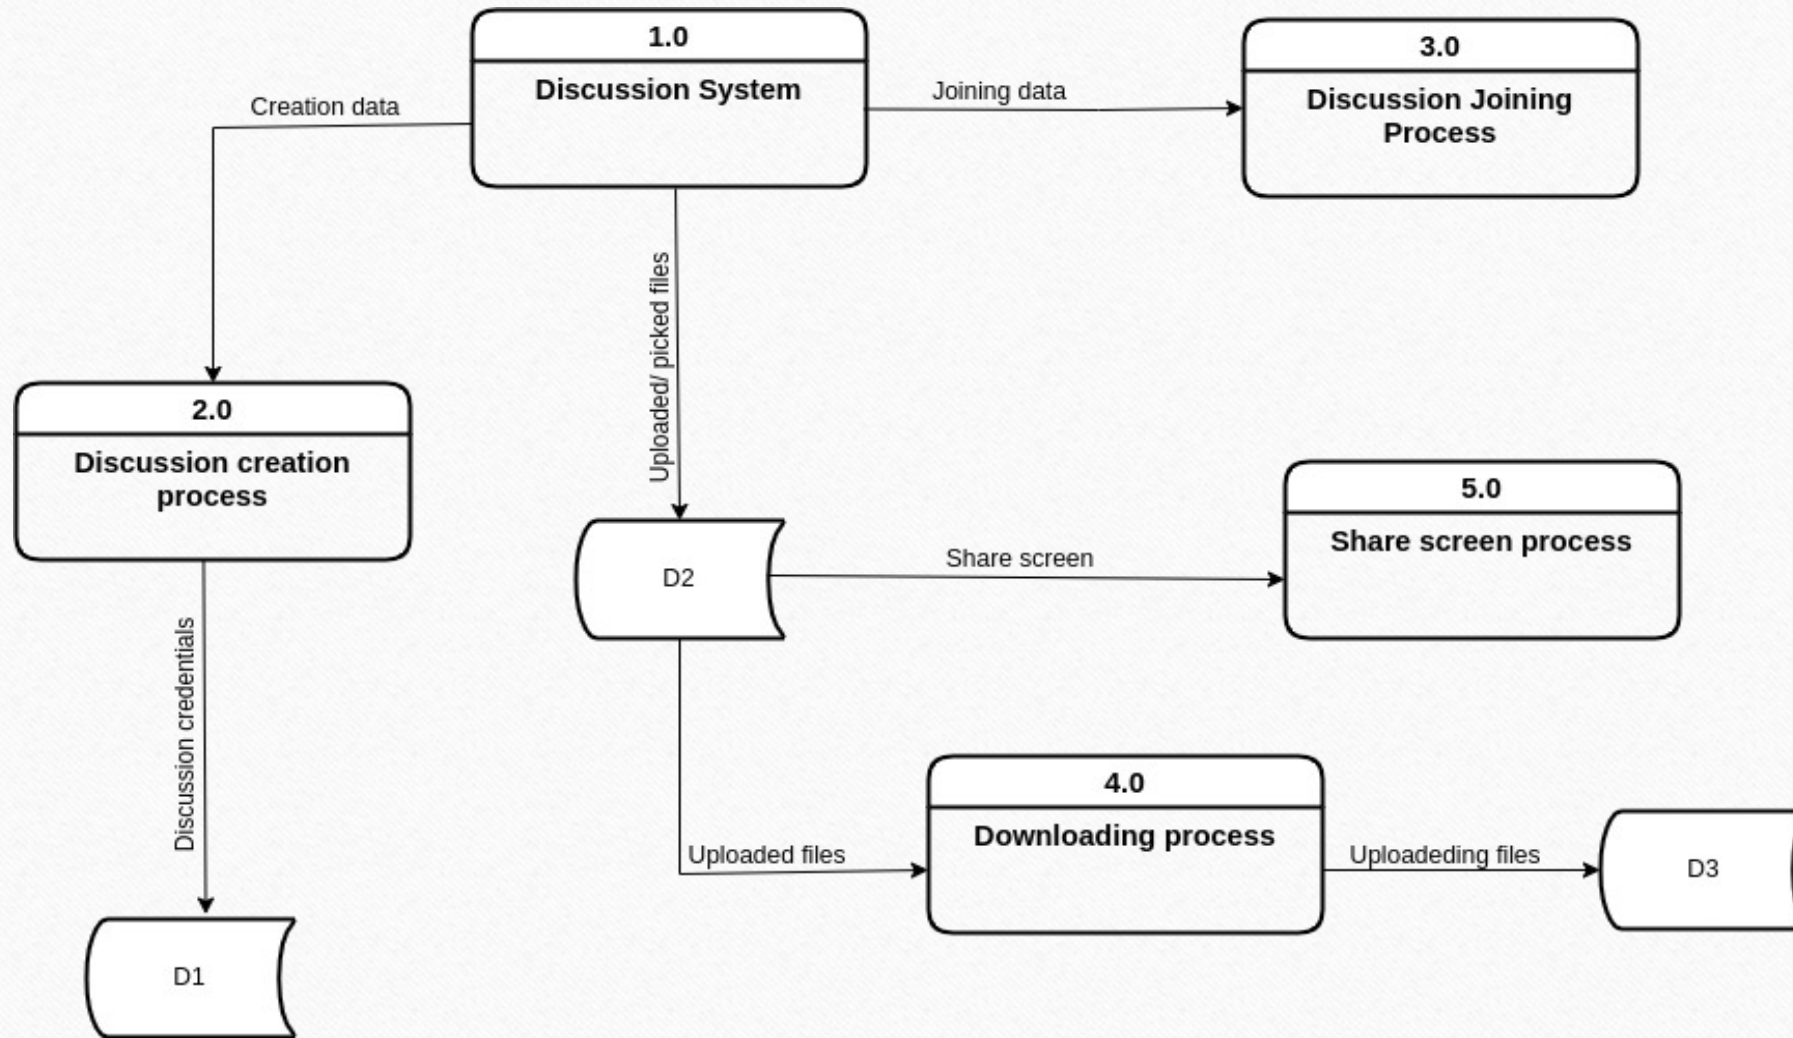 1.0
Discussion System
3.0
Discussion Joining
Process
Creation data
Joining data
Uploaded/ picked files
2.0
Discussion creation
process
5.0
Share screen process
D2
Share screen
Discussion credentials
4.0
Downloading process
Uploaded files
Uploadeding files
D3
D1